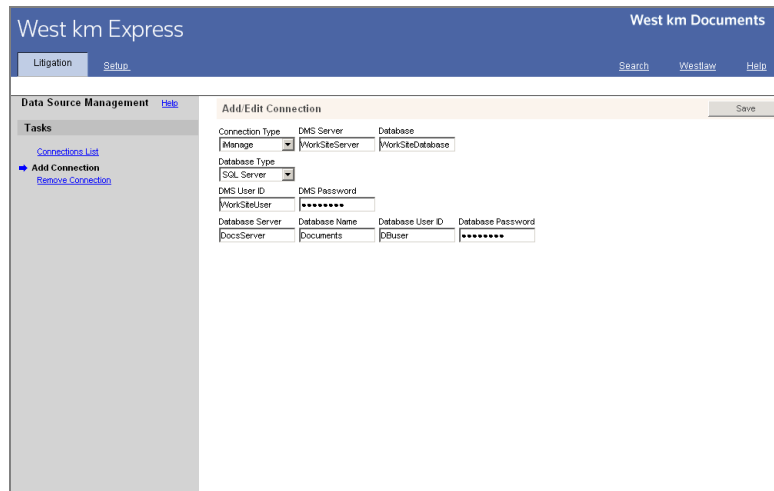 West km Express
West km Documents
Litigation Setup Search Westlaw Help
Data Source Management Help
Tasks
Connections List
Add Connection
Remove Connection
Add/Edit Connection Save
Connection Type DMS Server Database
iManage WorkSiteServer WorkSiteDatabase
Database Type
SQL Server
DMS User ID DMS Password
WorkSiteUser ●●●●●●●●
Database Server Database Name Database User ID Database Password
DocsServer Documents DBuser ●●●●●●●●